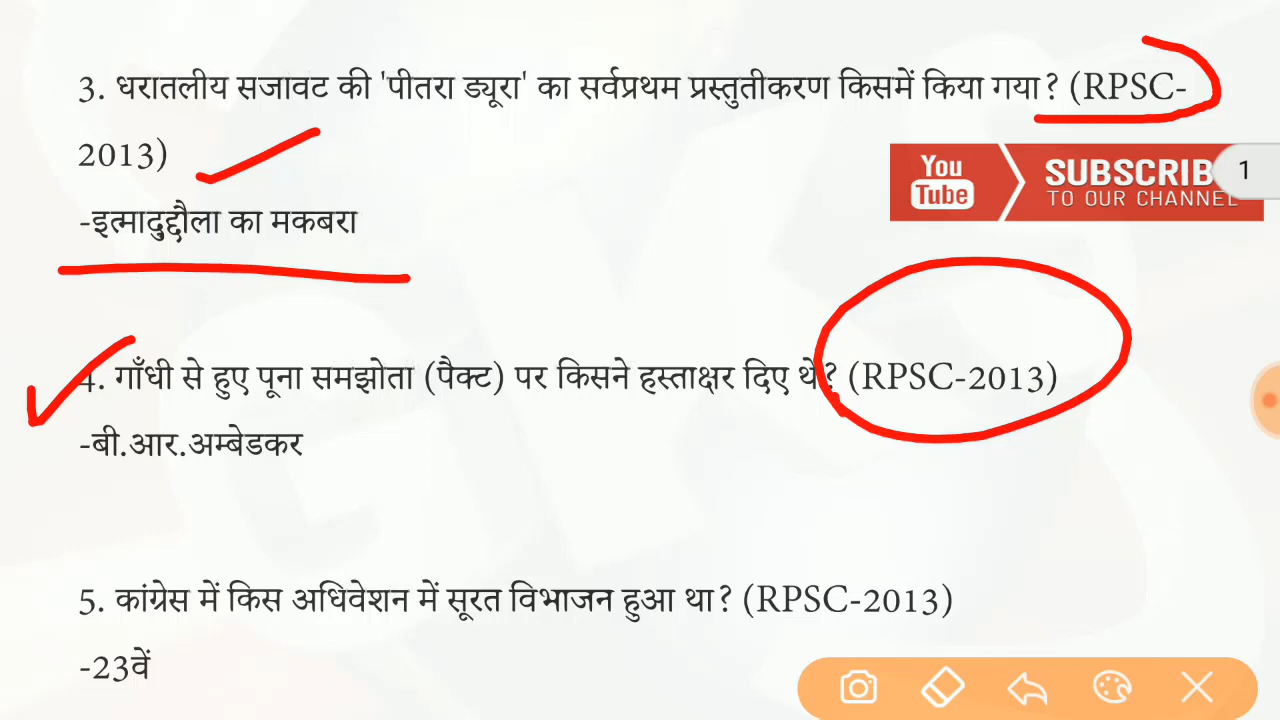 3. धरातलीय सजावट की 'पीतरा ड्यूरा' का सर्वप्रथम प्रस्तुतीकरण किसमें किया गया? (RPSC-
2013)
You
Tube
SUBSCRIB
TO OUR CHANNEL
1
-इत्मादुद्दौला का मकबरा
4. गाँधी से हुए पूना समझोता (पैक्ट) पर किसने हस्ताक्षर दिए थे? (RPSC-2013)
-बी.आर.अम्बेडकर
5. कांग्रेस में किस अधिवेशन में सूरत विभाजन हुआ था? (RPSC-2013)
-23वें